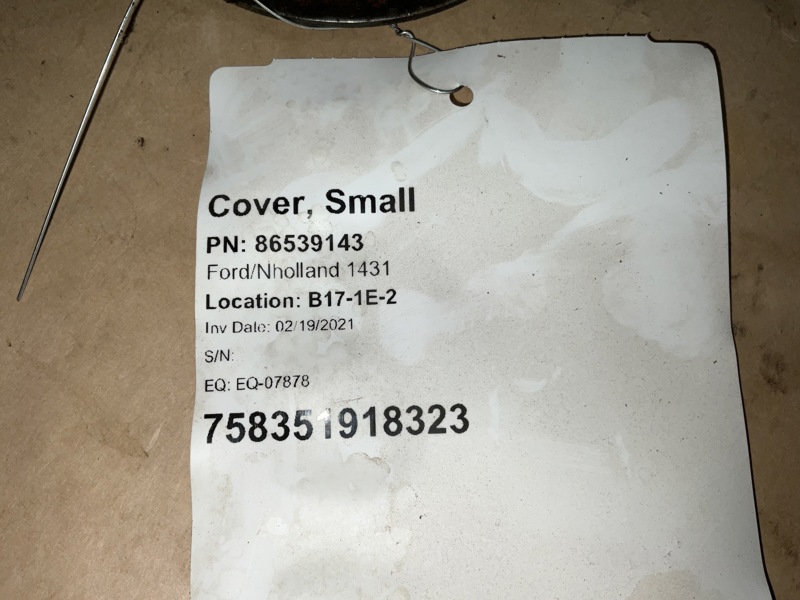 Cover, Small
PN: 86539143
Ford/Nholland 1431
Location: B17-1E-2
Inv Date: 02/19/2021
S/N:
EQ: EQ-07878
758351918323